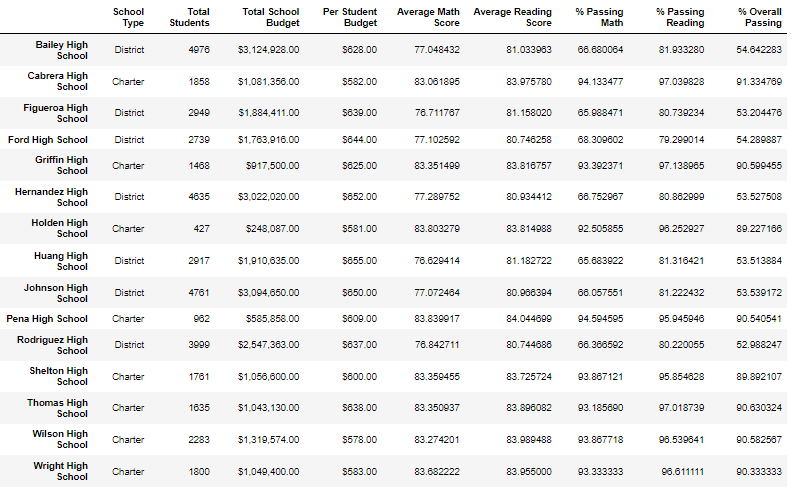 School Type Total Students Total School Budget Per Student Budget Average Math Score Average Reading Score % Passing Math % Passing Reading % Overall Passing
Bailey High School District 4976 $3,124,928.00 $628.00 77.048432 81.033963 66.680064 81.933280 54.642283
Cabrera High School Charter 1858 $1,081,356.00 $582.00 83.061895 83.975780 94.133477 97.039828 91.334769
Figueroa High School District 2949 $1,884,411.00 $639.00 76.711767 81.158020 65.988471 80.739234 53.204476
Ford High School District 2739 $1,763,916.00 $644.00 77.102592 80.746258 68.309602 79.299014 54.289887
Griffin High School Charter 1468 $917,500.00 $625.00 83.351499 83.816757 93.392371 97.138965 90.599455
Hernandez High School District 4635 $3,022,020.00 $652.00 77.289752 80.934412 66.752967 80.862999 53.527508
Holden High School Charter 427 $248,087.00 $581.00 83.803279 83.814988 92.505855 96.252927 89.227166
Huang High School District 2917 $1,910,635.00 $655.00 76.629414 81.182722 65.683922 81.316421 53.513884
Johnson High School District 4761 $3,094,650.00 $650.00 77.072464 80.966394 66.057551 81.222432 53.539172
Pena High School Charter 962 $585,858.00 $609.00 83.839917 84.044699 94.594595 95.945946 90.540541
Rodriguez High School District 3999 $2,547,363.00 $637.00 76.842711 80.744686 66.366592 80.220055 52.988247
Shelton High School Charter 1761 $1,056,600.00 $600.00 83.359455 83.725724 93.867121 95.854628 89.892107
Thomas High School Charter 1635 $1,043,130.00 $638.00 83.350937 83.896082 93.185690 97.018739 90.630324
Wilson High School Charter 2283 $1,319,574.00 $578.00 83.274201 83.989488 93.867718 96.539641 90.582567
Wright High School Charter 1800 $1,049,400.00 $583.00 83.682222 83.955000 93.333333 96.611111 90.333333